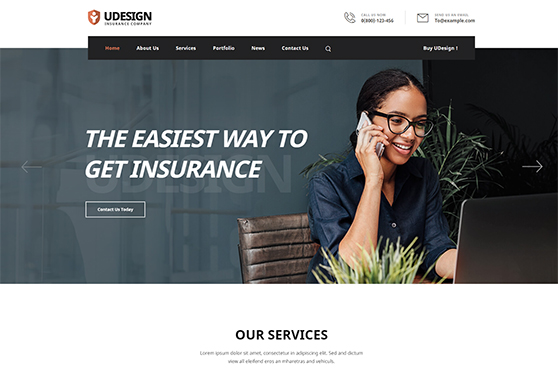 UDESIGN
INSURANCE COMPANY
CALL US NOW
0(800) 123-456
SEND US AN EMAIL
To@example.com
Home About Us Services Portfolio News Contact Us Buy UDesign !
THE EASIEST WAY TO
GET INSURANCE
UDESIGN
Contact Us Today
OUR SERVICES
Lorem ipsum dolor sit amet, consectetur in adipiscing elit. Sed and dictum
view all eleifend eros an mharetras and vehiculs.